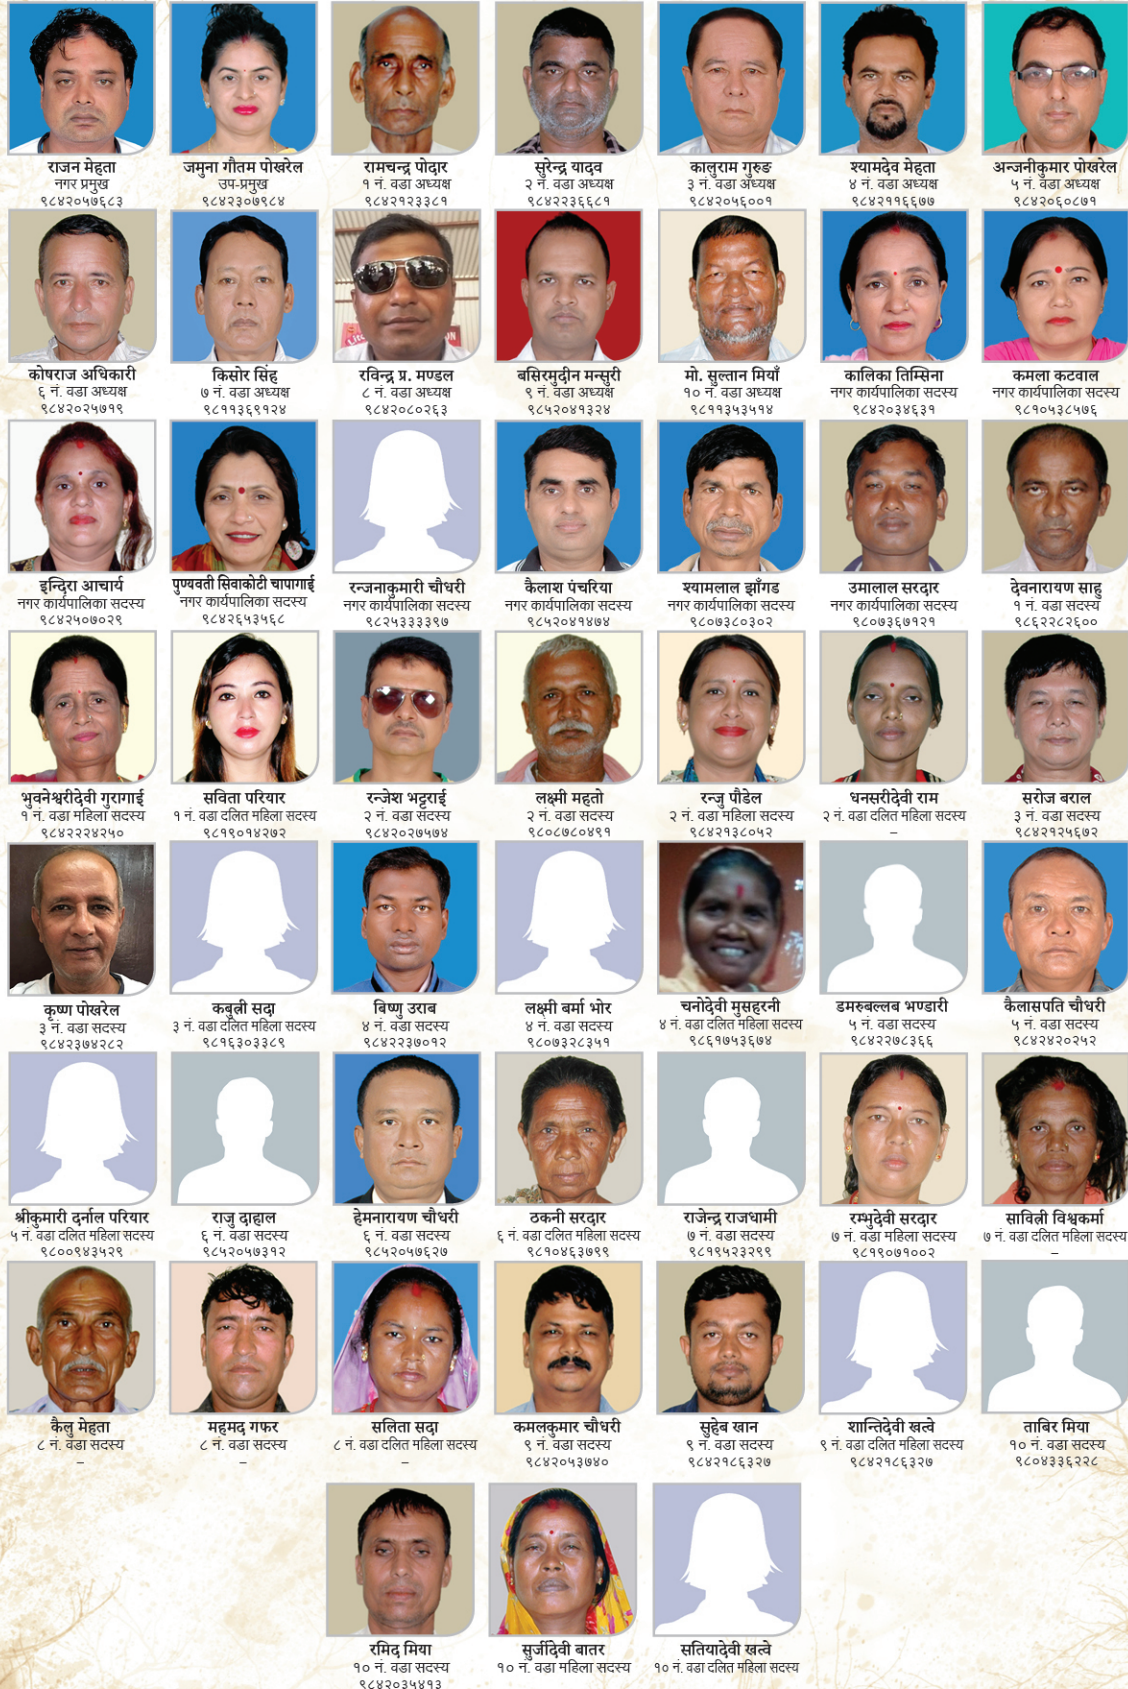 राजन मेहता
नगर प्रमुख
९८४२०५७६८३
जमुना गौतम पोखरेल
उप-प्रमुख
९८४२३०७९८४
रामचन्द्र पोदार
१ नं. वडा अध्यक्ष
९८४२१२३३८१
सुरेन्द्र यादव
२ नं. वडा अध्यक्ष
९८४२२३६६८१
कालुराम गुरुङ
३ नं. वडा अध्यक्ष
९८४२०५६००१
श्यामदेव मेहता
४ नं. वडा अध्यक्ष
९८४२११६६७७
अन्जनीकुमार पोखरेल
५ नं. वडा अध्यक्ष
९८४२०६०८७१
कोषराज अधिकारी
६ नं. वडा अध्यक्ष
९८४२०२५७१९
किसोर सिंह
७ नं. वडा अध्यक्ष
९८११३६९१२४
रविन्द्र प्र. मण्डल
८ नं. वडा अध्यक्ष
९८४२०८०२६३
बसिरमुदीन मन्सुरी
९ नं. वडा अध्यक्ष
९८५२०४१३२४
मो. सुल्तान मियाँ
१० नं. वडा अध्यक्ष
९८११३५३५१४
कालिका तिम्सिना
नगर कार्यपालिका सदस्य
९८४२०३४६३१
कमला कटवाल
नगर कार्यपालिका सदस्य
९८१०५३८५७६
इन्दिरा आचार्य
नगर कार्यपालिका सदस्य
९८४२५०७०२९
पुण्यवती सिवाकोटी चापागाई
नगर कार्यपालिका सदस्य
९८४२६५३५६८
रन्जनाकुमारी चौधरी
नगर कार्यपालिका सदस्य
९८२५३३३३९७
कैलाश पंचरिया
नगर कार्यपालिका सदस्य
९८५२०४१४७४
श्यामलाल झाँगड
नगर कार्यपालिका सदस्य
९८०७३८०३०२
उमालाल सरदार
नगर कार्यपालिका सदस्य
९८०७३६७१२१
देवनारायण साहु
१ नं. वडा सदस्य
९८६२२८२६००
भुवनेश्वरीदेवी गुरागाई
१ नं. वडा महिला सदस्य
९८४२२२४२५०
सविता परियार
१ नं. वडा दलित महिला सदस्य
९८१९०१४२७२
रन्जेश भट्टराई
२ नं. वडा सदस्य
९८४२०२७५७४
लक्ष्मी महतो
२ नं. वडा सदस्य
९८०८७८०४९१
रन्जु पौडेल
२ नं. वडा महिला सदस्य
९८४२१३८०५२
धनसरीदेवी राम
२ नं. वडा दलित महिला सदस्य
–
सरोज बराल
३ नं. वडा सदस्य
९८४२१२५६७२
कृष्ण पोखरेल
३ नं. वडा सदस्य
९८४२३७४२८२
कबुत्री सदा
३ नं. वडा दलित महिला सदस्य
९८१६३०३३८९
बिष्णु उराब
४ नं. वडा सदस्य
९८४२२३७०१२
लक्ष्मी बर्मा भोर
४ नं. वडा सदस्य
९८०७३२८३५१
चनोदेवी मुसहरनी
४ नं. वडा दलित महिला सदस्य
९८६१७५३६७४
डमरुबल्लब भण्डारी
५ नं. वडा सदस्य
९८४२२७८३६६
कैलासपति चौधरी
५ नं. वडा सदस्य
९८४२४२०२५२
श्रीकुमारी दर्नाल परियार
५ नं. वडा दलित महिला सदस्य
९८००९४३५२९
राजु दाहाल
६ नं. वडा सदस्य
९८५२०५७३१२
हेमनारायण चौधरी
६ नं. वडा सदस्य
९८५२०५७६२७
ठकनी सरदार
६ नं. वडा दलित महिला सदस्य
९८१०४६३७९९
राजेन्द्र राजधामी
७ नं. वडा सदस्य
९८१९५२३२९९
रम्भुदेवी सरदार
७ नं. वडा महिला सदस्य
९८१९०७१००२
सावित्री विश्वकर्मा
७ नं. वडा दलित महिला सदस्य
–
कैलु मेहता
८ नं. वडा सदस्य
–
महमद गफर
८ नं. वडा सदस्य
–
सलिता सदा
८ नं. वडा दलित महिला सदस्य
–
कमलकुमार चौधरी
९ नं. वडा सदस्य
९८४२०५३७४०
सुहेब खान
९ नं. वडा सदस्य
९८४२१८६३२७
शान्तिदेवी खत्वे
९ नं. वडा दलित महिला सदस्य
९८४२१८६३२७
ताबिर मिया
१० नं. वडा सदस्य
९८०४३३६२२८
रमिद मिया
१० नं. वडा सदस्य
९८४२०३५४१३
सुर्जीदेवी बातर
१० नं. वडा महिला सदस्य
सतियादेवी खत्वे
१० नं. वडा दलित महिला सदस्य